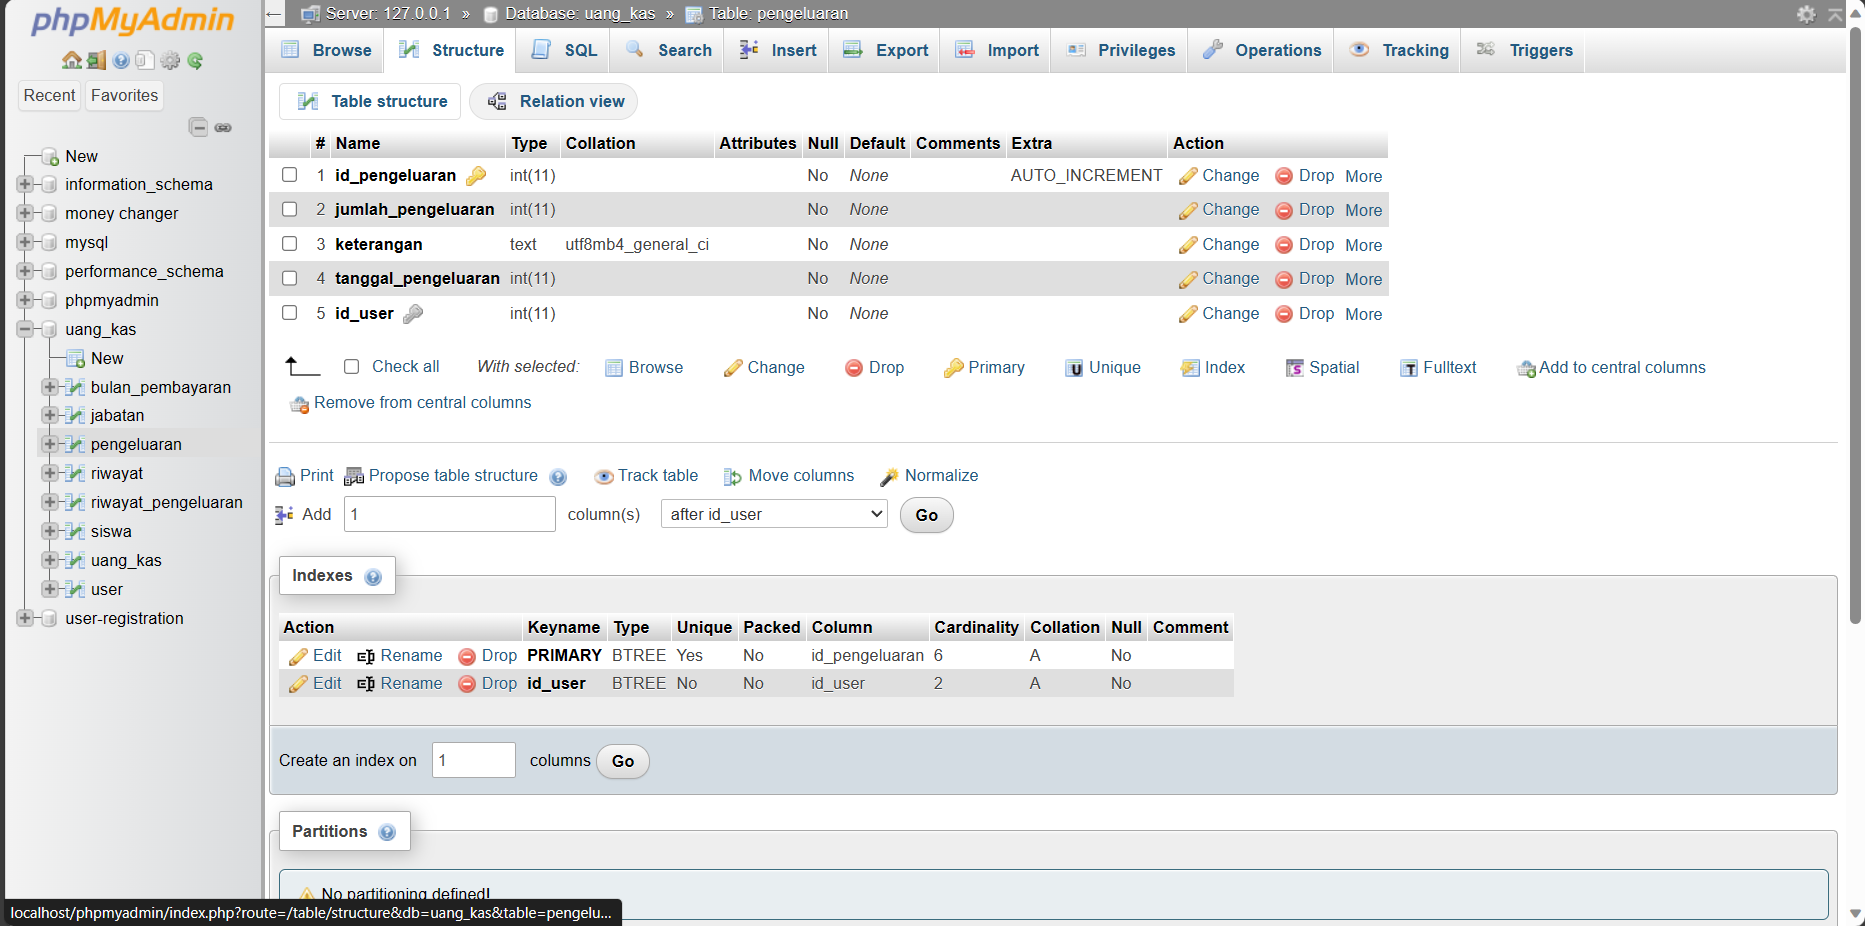 phpMyAdmin
Recent Favorites
New
information_schema
money changer
mysql
performance_schema
phpmyadmin
uang_kas
New
bulan_pembayaran
jabatan
pengeluaran
riwayat
riwayat_pengeluaran
siswa
uang_kas
user
user-registration
← Server: 127.0.0.1 » Database: uang_kas » Table: pengeluaran
Browse Structure SQL Search Insert Export Import Privileges Operations Tracking Triggers
Table structure Relation view
# Name Type Collation Attributes Null Default Comments Extra Action
1 id_pengeluaran int(11) No None AUTO_INCREMENT Change Drop More
2 jumlah_pengeluaran int(11) No None Change Drop More
3 keterangan text utf8mb4_general_ci No None Change Drop More
4 tanggal_pengeluaran int(11) No None Change Drop More
5 id_user int(11) No None Change Drop More
Check all With selected: Browse Change Drop Primary Unique Index Spatial Fulltext Add to central columns
Remove from central columns
Print Propose table structure Track table Move columns Normalize
Add 1 column(s) after id_user Go
Indexes
Action Keyname Type Unique Packed Column Cardinality Collation Null Comment
Edit Rename Drop PRIMARY BTREE Yes No id_pengeluaran 6 A No
Edit Rename Drop id_user BTREE No No id_user 2 A No
Create an index on 1 columns Go
Partitions
No partitioning defined!
localhost/phpmyadmin/index.php?route=/table/structure&db=uang_kas&table=pengelu...